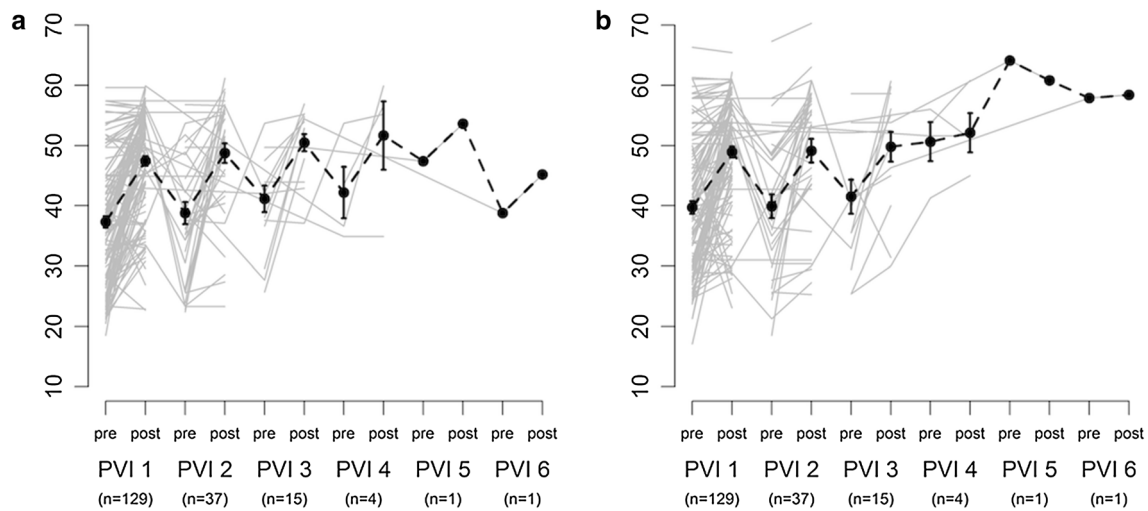 a
70
60
50
40
30
20
10
pre post pre post pre post pre post pre post pre post
PVI 1 PVI 2 PVI 3 PVI 4 PVI 5 PVI 6
(n=129) (n=37) (n=15) (n=4) (n=1) (n=1)
b
70
60
50
40
30
20
10
pre post pre post pre post pre post pre post pre post
PVI 1 PVI 2 PVI 3 PVI 4 PVI 5 PVI 6
(n=129) (n=37) (n=15) (n=4) (n=1) (n=1)